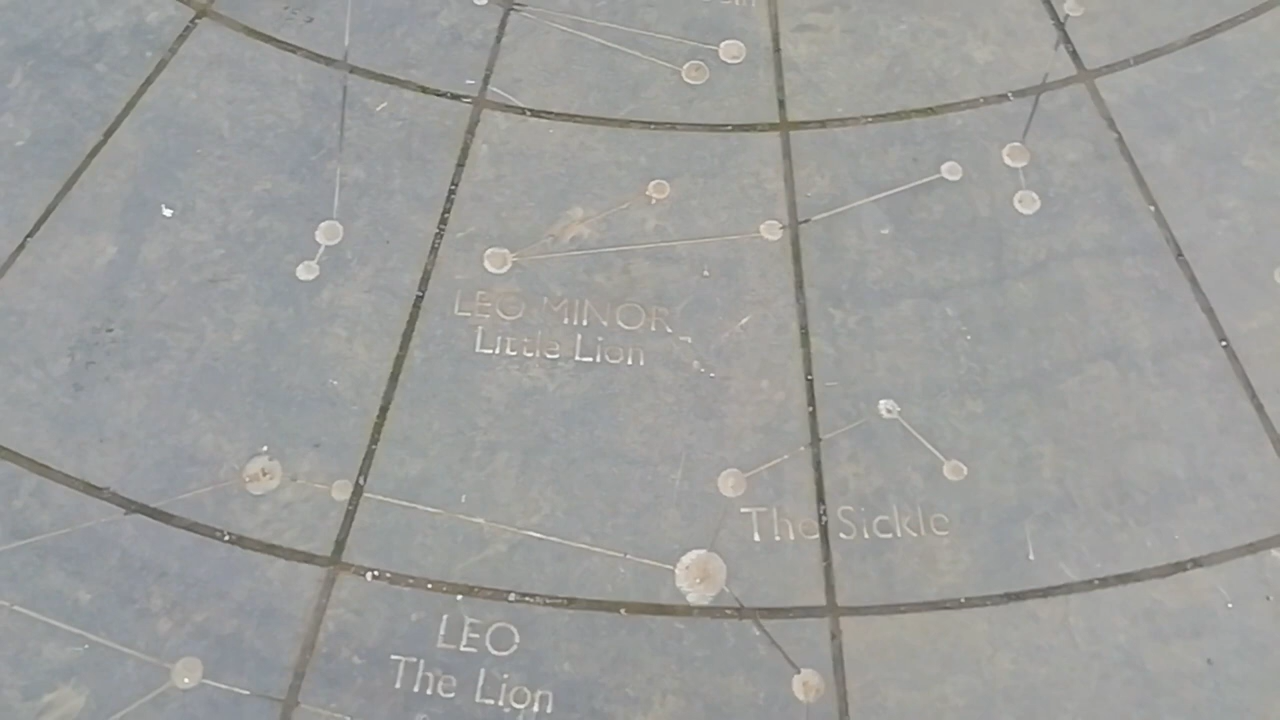 LEO MINOR
Little Lion
The Sickle
LEO
The Lion